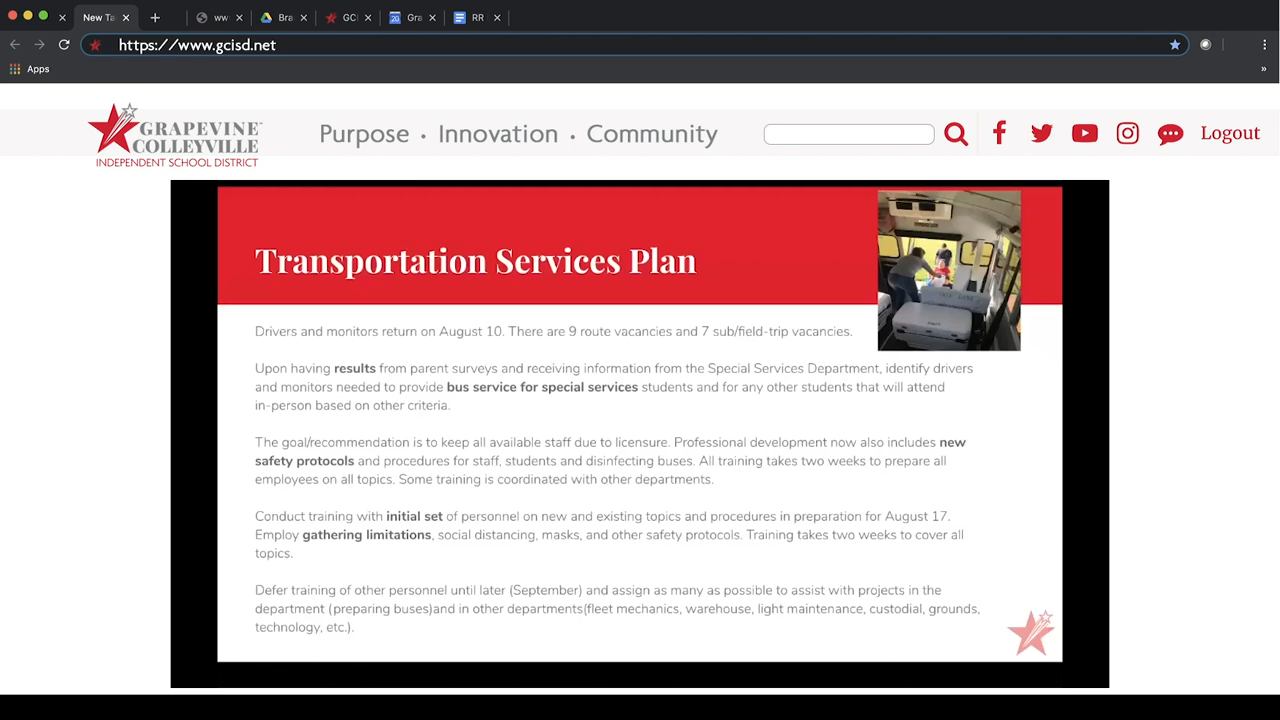 New Ta
ww
Bra
GCI
Gra
RR
https://www.gcisd.net
Apps
GRAPEVINE
COLLEYVILLE
INDEPENDENT SCHOOL DISTRICT
Purpose • Innovation • Community
Logout
Transportation Services Plan
Drivers and monitors return on August 10. There are 9 route vacancies and 7 sub/field-trip vacancies.
Upon having results from parent surveys and receiving information from the Special Services Department, identify drivers
and monitors needed to provide bus service for special services students and for any other students that will attend
in-person based on other criteria.
The goal/recommendation is to keep all available staff due to licensure. Professional development now also includes new
safety protocols and procedures for staff, students and disinfecting buses. All training takes two weeks to prepare all
employees on all topics. Some training is coordinated with other departments.
Conduct training with initial set of personnel on new and existing topics and procedures in preparation for August 17.
Employ gathering limitations, social distancing, masks, and other safety protocols. Training takes two weeks to cover all
topics.
Defer training of other personnel until later (September) and assign as many as possible to assist with projects in the
department (preparing buses)and in other departments(fleet mechanics, warehouse, light maintenance, custodial, grounds,
technology, etc.).